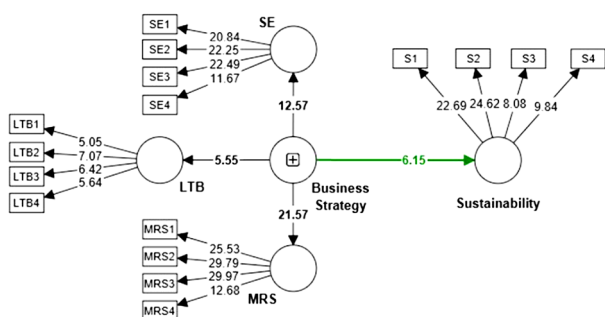 SE
SE1
SE2
SE3
SE4
20.84
22.25
22.49
11.67
12.57
LTB1
LTB2
LTB3
LTB4
5.05
7.07
6.42
5.64
LTB
5.55
Business
Strategy
6.15
S1
S2
S3
S4
22.69
24.62
8.08
9.84
Sustainability
21.57
MRS1
MRS2
MRS3
MRS4
25.53
29.79
29.97
12.68
MRS